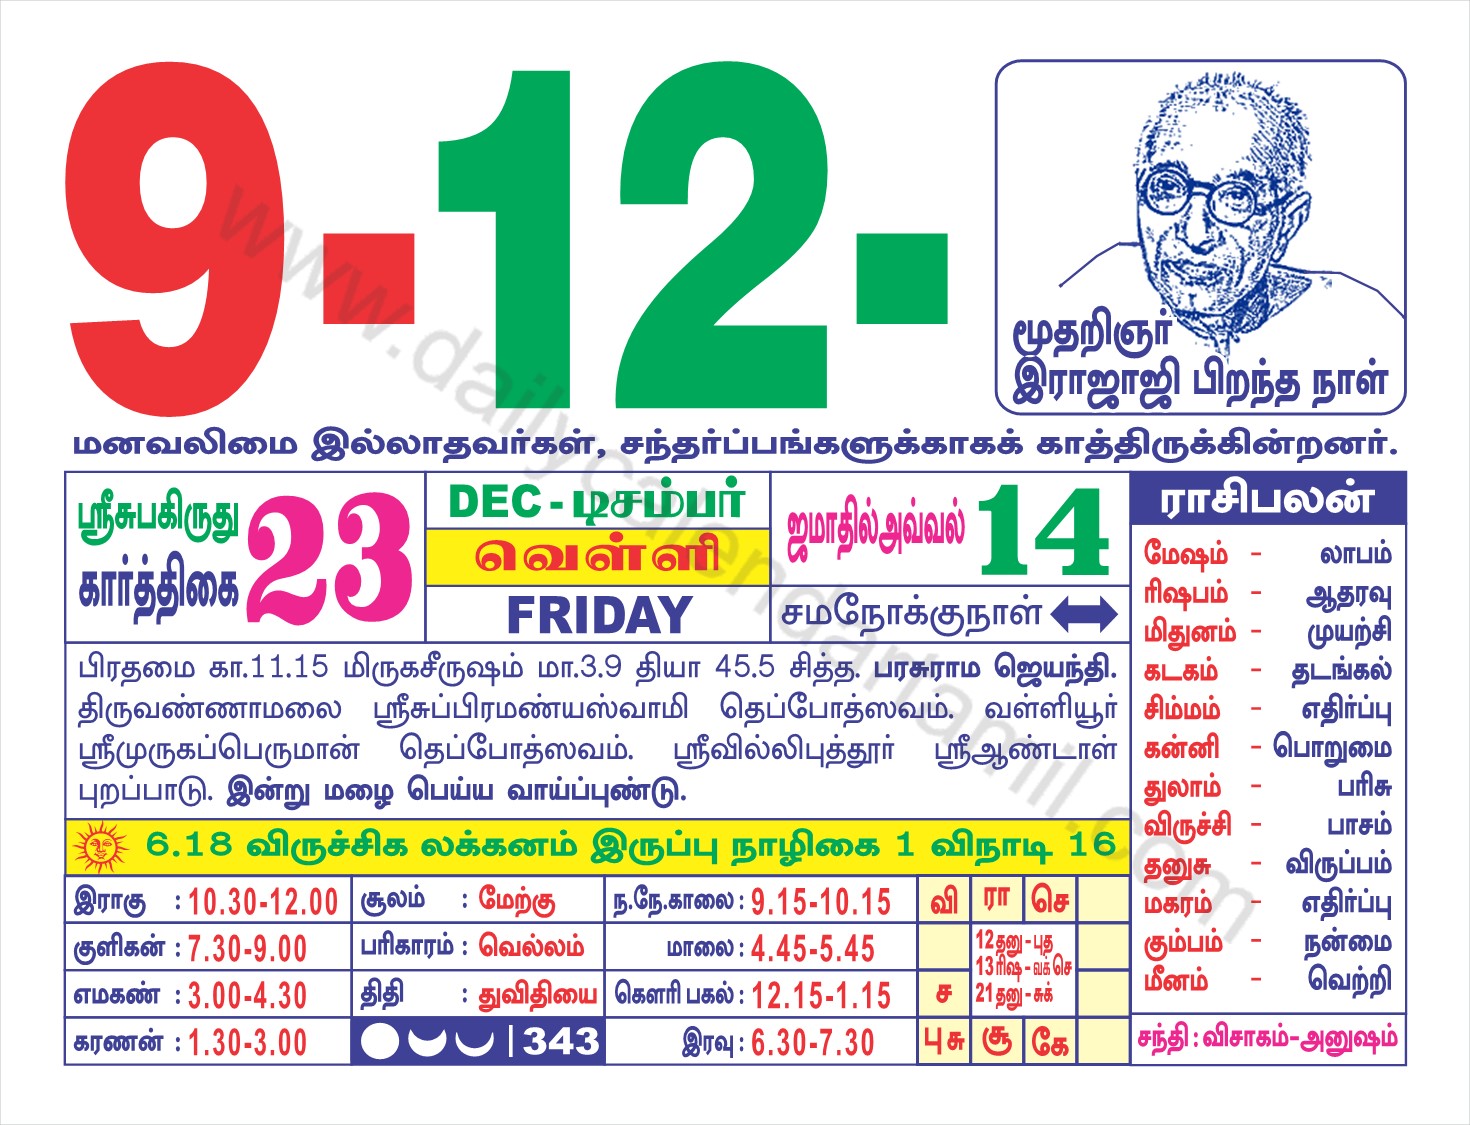 9-12-
மூதறிஞர்
இராஜாஜி பிறந்த நாள்
மனவலிமை இல்லாதவர்கள், சந்தர்ப்பங்களுக்காகக் காத்திருக்கின்றனர்.
ஸ்ரீசுபகிருது
கார்த்திகை 23
DEC - டிசம்பர்
வெள்ளி
FRIDAY
ஜமாதில்அவ்வல் 14
சமநோக்குநாள்
பிரதமை கா.11.15 மிருகசீருஷம் மா.3.9 தியா 45.5 சித்த. பரசுராம ஜெயந்தி.
திருவண்ணாமலை ஸ்ரீசுப்பிரமண்யஸ்வாமி தெப்போத்ஸவம். வள்ளியூர்
ஸ்ரீமுருகப்பெருமான் தெப்போத்ஸவம். ஸ்ரீவில்லிபுத்தூர் ஸ்ரீஆண்டாள்
புறப்பாடு. இன்று மழை பெய்ய வாய்ப்புண்டு.
6.18 விருச்சிக லக்கனம் இருப்பு நாழிகை 1 விநாடி 16
இராகு : 10.30-12.00
குளிகன் : 7.30-9.00
எமகண் : 3.00-4.30
கரணன் : 1.30-3.00
சூலம் : மேற்கு
பரிகாரம் : வெல்லம்
திதி : துவிதியை
343
ந.நே.காலை : 9.15-10.15
மாலை : 4.45-5.45
கௌரி பகல் : 12.15-1.15
இரவு : 6.30-7.30
வி ரா செ
12 தனு - புத
13 ரிஷ - வக் செ
ச 21 தனு - சுக்
பு சு சூ கே
ராசிபலன்
மேஷம் - லாபம்
ரிஷபம் - ஆதரவு
மிதுனம் - முயற்சி
கடகம் - தடங்கல்
சிம்மம் - எதிர்ப்பு
கன்னி - பொறுமை
துலாம் - பரிசு
விருச்சி - பாசம்
தனுசு - விருப்பம்
மகரம் - எதிர்ப்பு
கும்பம் - நன்மை
மீனம் - வெற்றி
சந்தி : விசாகம்-அனுஷம்
www.dailycalendartamil.com